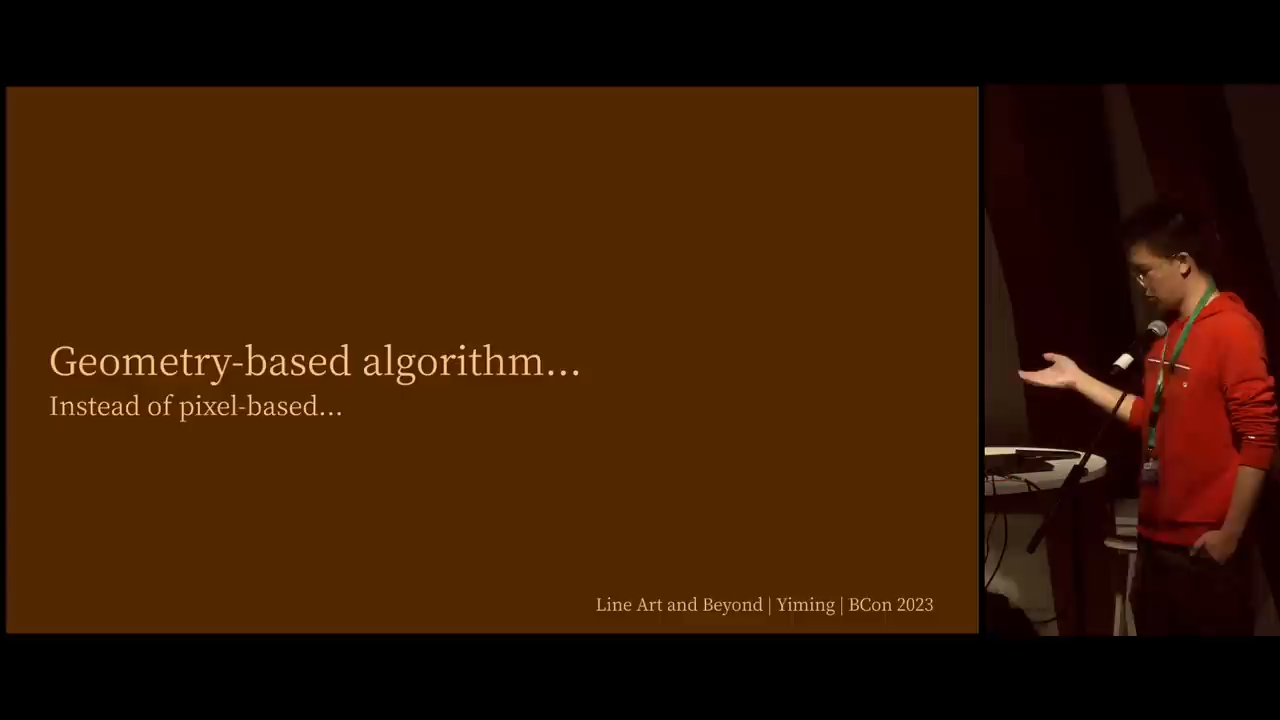 Geometry-based algorithm...
Instead of pixel-based...
Line Art and Beyond | Yiming | BCon 2023